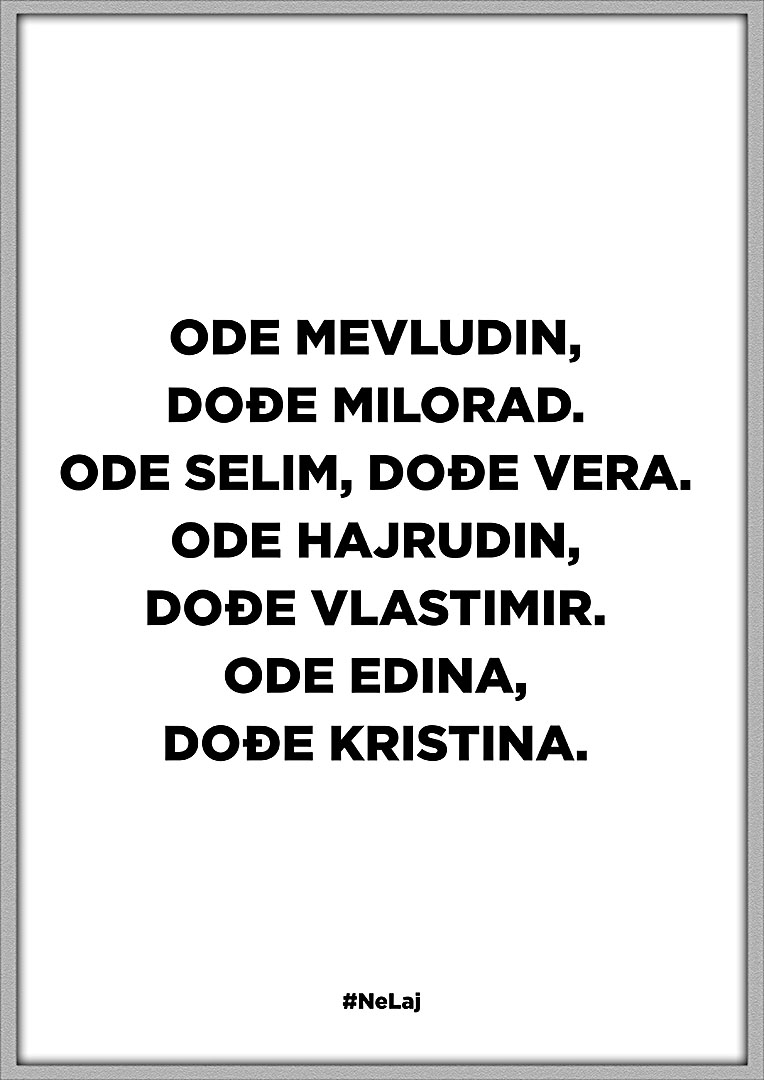 ODE MEVLUDIN,
DOĐE MILORAD.
ODE SELIM, DOĐE VERA.
ODE HAJRUDIN,
DOĐE VLASTIMIR.
ODE EDINA,
DOĐE KRISTINA.
#NeLaj